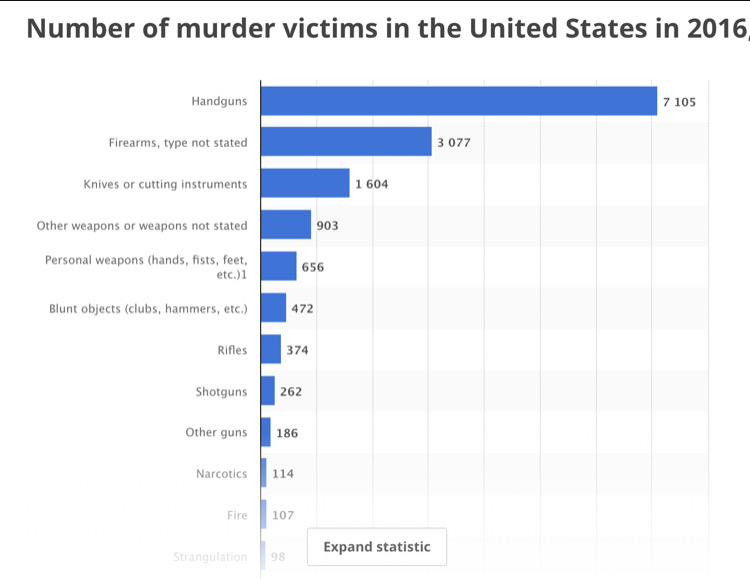 Number of murder victims in the United States in 2016,
Handguns 7 105
Firearms, type not stated 3 077
Knives or cutting instruments 1 604
Other weapons or weapons not stated 903
Personal weapons (hands, fists, feet,
etc.)1 656
Blunt objects (clubs, hammers, etc.) 472
Rifles 374
Shotguns 262
Other guns 186
Narcotics 114
Fire 107
Strangulation 98
Expand statistic